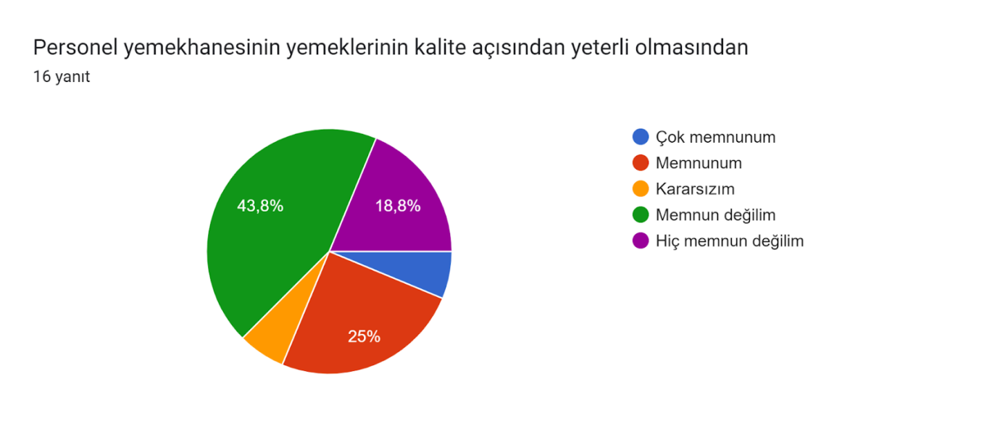 Personel yemekhanesinin yemeklerinin kalite açısından yeterli olmasından
16 yanıt
43,8%
18,8%
25%
Çok memnunum
Memnunum
Kararsızım
Memnun değilim
Hiç memnun değilim